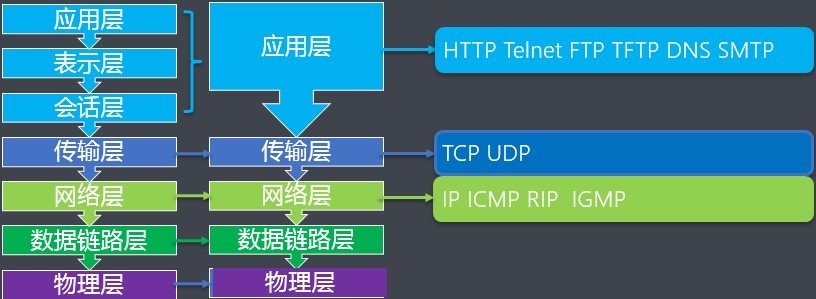 应用层
表示层
会话层
传输层
网络层
数据链路层
物理层
应用层
传输层
网络层
数据链路层
物理层
HTTP Telnet FTP TFTP DNS SMTP
TCP UDP
IP ICMP RIP IGMP